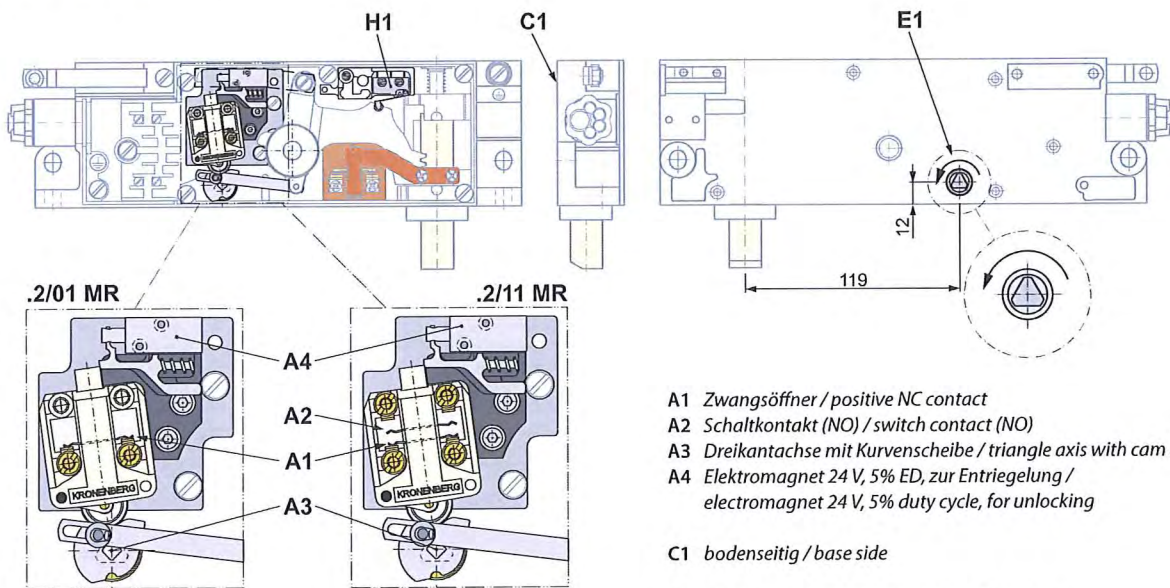 H1
C1
E1
12
119
.2/01 MR
.2/11 MR
A4
A2
A1
A3
KRONENBERG
KRONENBERG
A1 Zwangsöffner / positive NC contact
A2 Schaltkontakt (NO) / switch contact (NO)
A3 Dreikantachse mit Kurvenscheibe / triangle axis with cam
A4 Elektromagnet 24 V, 5% ED, zur Entriegelung /
electromagnet 24 V, 5% duty cycle, for unlocking
C1 bodenseitig / base side